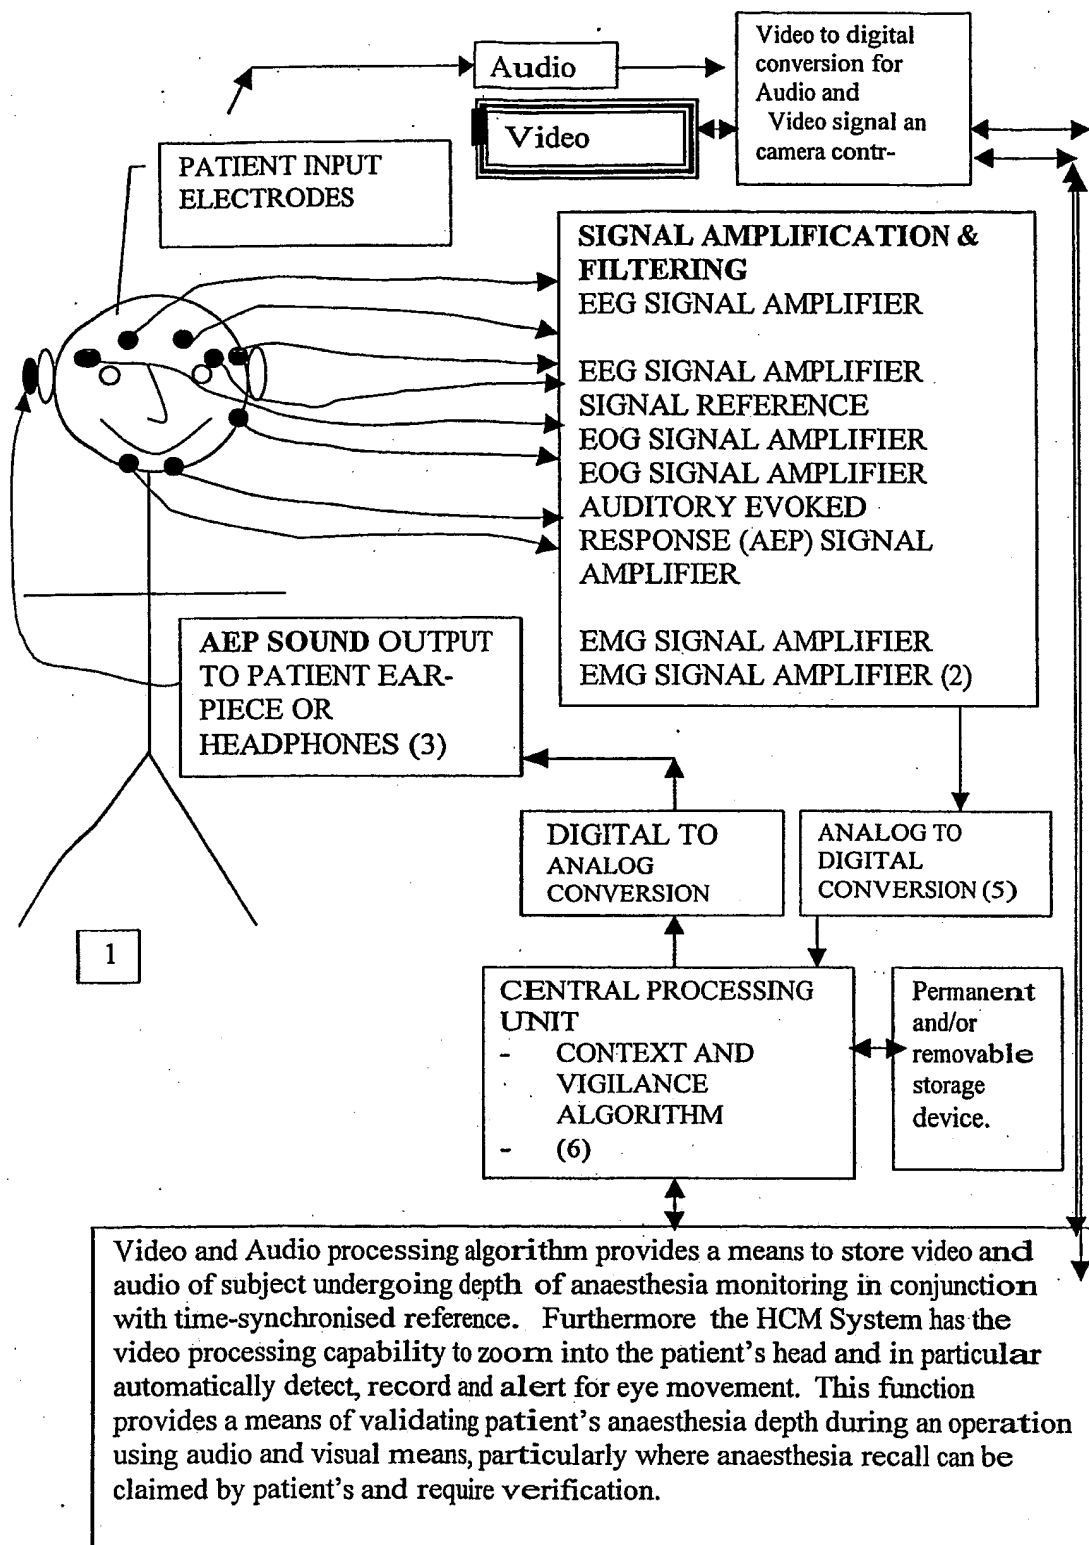 Audio
Video
Video to digital
conversion for
Audio and
Video signal an
camera contr-
PATIENT INPUT
ELECTRODES
SIGNAL AMPLIFICATION &
FILTERING
EEG SIGNAL AMPLIFIER
EEG SIGNAL AMPLIFIER
SIGNAL REFERENCE
EOG SIGNAL AMPLIFIER
EOG SIGNAL AMPLIFIER
AUDITORY EVOKED
RESPONSE (AEP) SIGNAL
AMPLIFIER
EMG SIGNAL AMPLIFIER
EMG SIGNAL AMPLIFIER (2)
AEP SOUND OUTPUT
TO PATIENT EAR-
PIECE OR
HEADPHONES (3)
DIGITAL TO
ANALOG
CONVERSION
ANALOG TO
DIGITAL
CONVERSION (5)
1
CENTRAL PROCESSING
UNIT
- CONTEXT AND
VIGILANCE
ALGORITHM
- (6)
Permanent
and/or
removable
storage
device.
Video and Audio processing algorithm provides a means to store video and
audio of subject undergoing depth of anaesthesia monitoring in conjunction
with time-synchronised reference. Furthermore the HCM System has the
video processing capability to zoom into the patient's head and in particular
automatically detect, record and alert for eye movement. This function
provides a means of validating patient's anaesthesia depth during an operation
using audio and visual means, particularly where anaesthesia recall can be
claimed by patient's and require verification.